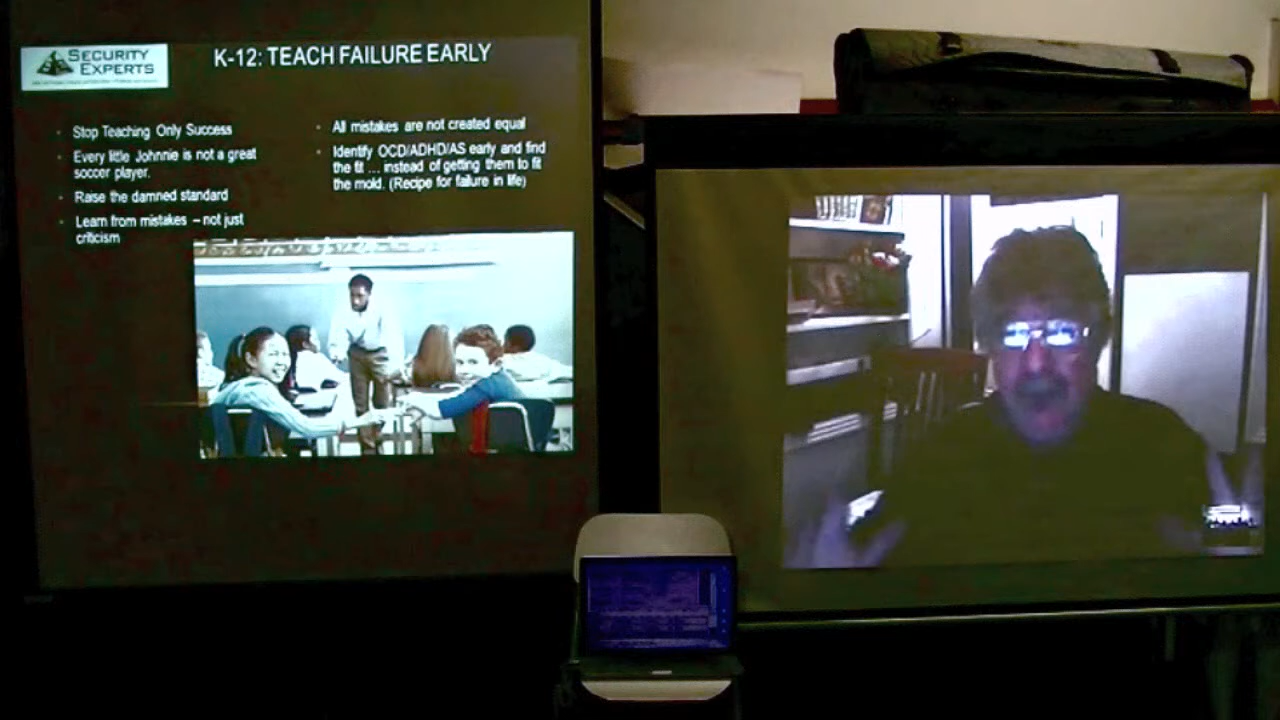 SECURITY
EXPERTS
K-12: TEACH FAILURE EARLY
Stop Teaching Only Success
Every little Johnnie is not a great
soccer player.
Raise the damned standard
Learn from mistakes – not just
criticism
All mistakes are not created equal
Identify OCD/ADHD/AS early and find
the fit ... instead of getting them to fit
the mold. (Recipe for failure in life)